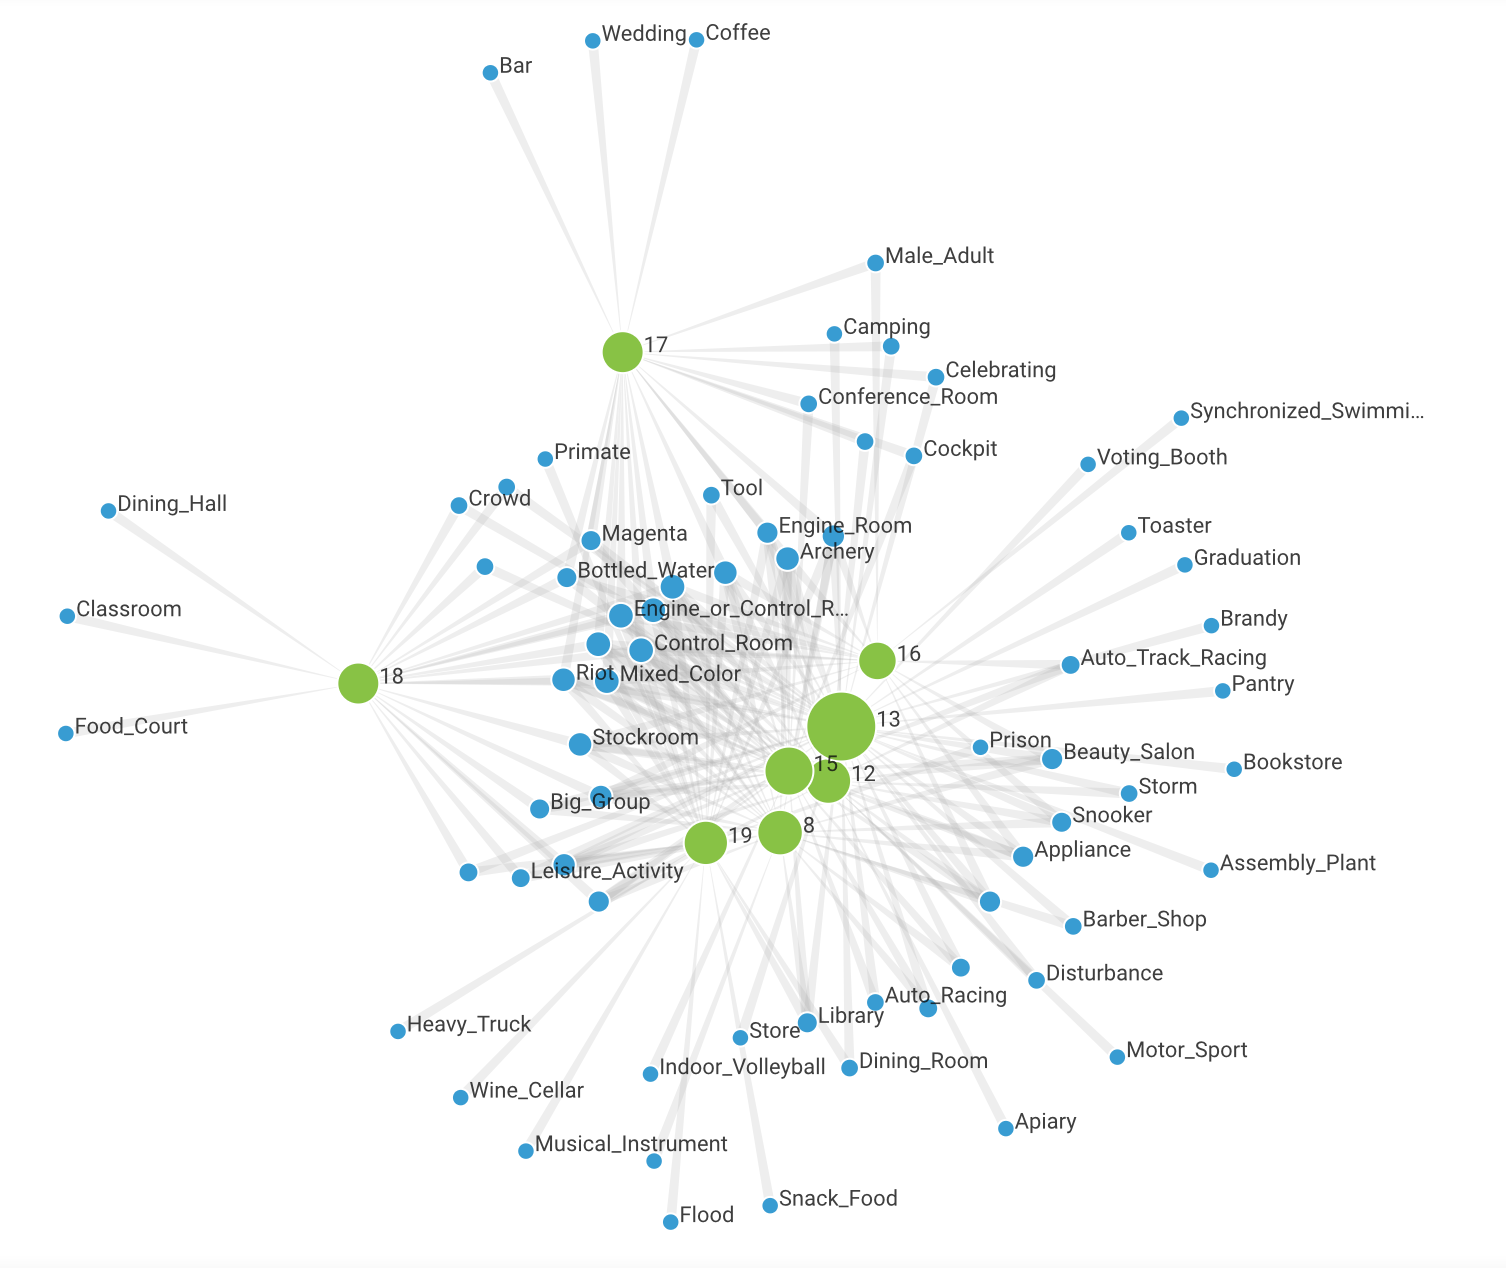 Wedding
Coffee
Bar
Male_Adult
Camping
17
Celebrating
Conference_Room
Synchronized_Swimmi...
Primate
Cockpit
Voting_Booth
Tool
Crowd
Dining_Hall
Engine_Room
Toaster
Magenta
Archery
Graduation
Bottled_Water
Classroom
Engine_or_Control_R...
Brandy
Control_Room
16
Auto_Track_Racing
18
Riot
Mixed_Color
Pantry
13
Food_Court
Stockroom
Prison
Beauty_Salon
15
12
Bookstore
Storm
Big_Group
Snooker
8
19
Appliance
Leisure_Activity
Assembly_Plant
Barber_Shop
Disturbance
Auto_Racing
Library
Heavy_Truck
Store
Motor_Sport
Indoor_Volleyball
Dining_Room
Wine_Cellar
Apiary
Musical_Instrument
Snack_Food
Flood